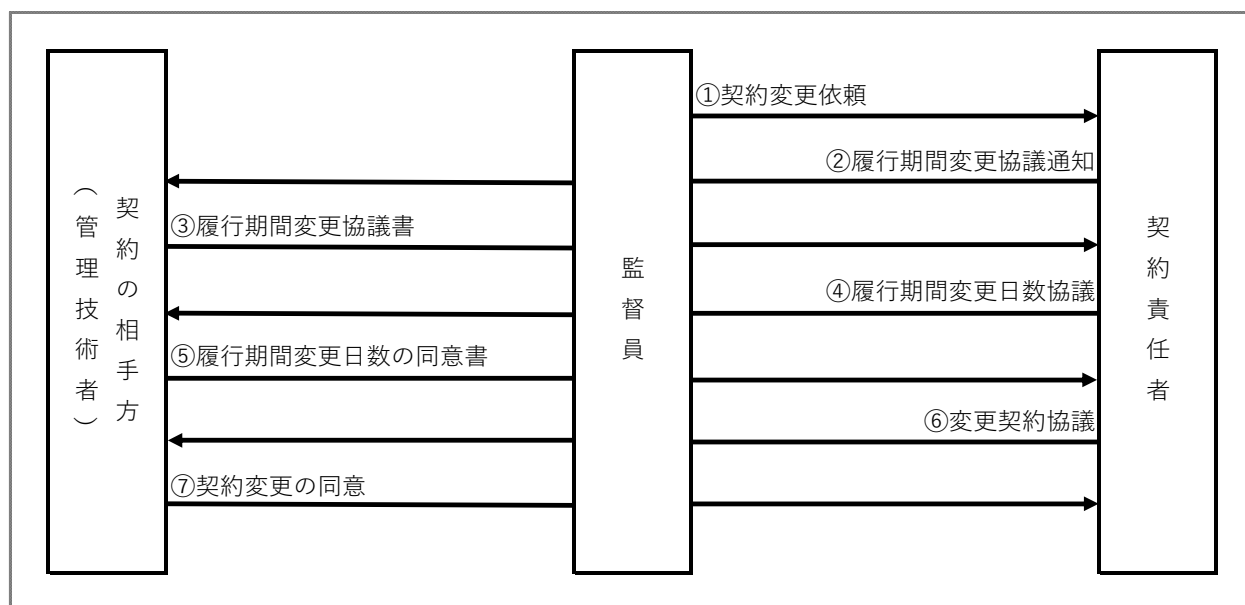 ①契約変更依頼
②履行期間変更協議通知
③履行期間変更協議書
④履行期間変更日数協議
⑤履行期間変更日数の同意書
⑥変更契約協議
⑦契約変更の同意
契約の相手方
（管理技術者）
監督員
契約責任者